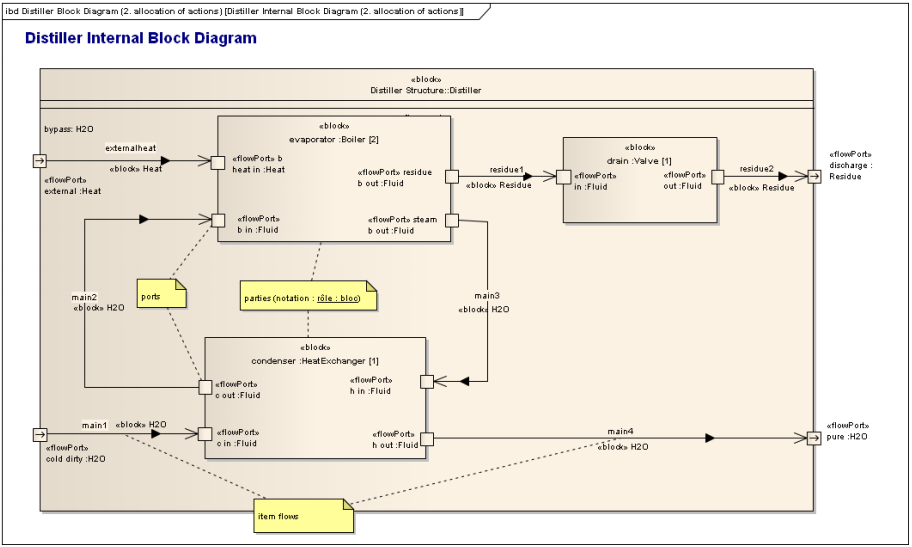 ibd Distiller Block Diagram (2. allocation of actions) [Distiller Internal Block Diagram (2. allocation of actions)]
Distiller Internal Block Diagram
«block»
Distiller Structure::Distiller
bypass: H2O
externalheat
«block» Heat
«flowPort»
external :Heat
«block»
evaporator :Boiler [2]
«flowPort» b
heat in :Heat
«flowPort» residue
b out :Fluid
«flowPort»
b in :Fluid
«flowPort» steam
b out :Fluid
residue1
«block» Residue
«block»
drain :Valve [1]
«flowPort»
in :Fluid
«flowPort»
out :Fluid
residue2
«block» Residue
«flowPort»
discharge :
Residue
main2
«block» H2O
ports
parties (notation : rôle : bloc)
main3
«block» H2O
«block»
condenser :HeatExchanger [1]
«flowPort»
c out :Fluid
«flowPort»
h in :Fluid
«flowPort»
c in :Fluid
«flowPort»
h out :Fluid
main1 «block» H2O
«flowPort»
cold dirty :H2O
main4
«block» H2O
«flowPort»
pure :H2O
item flows